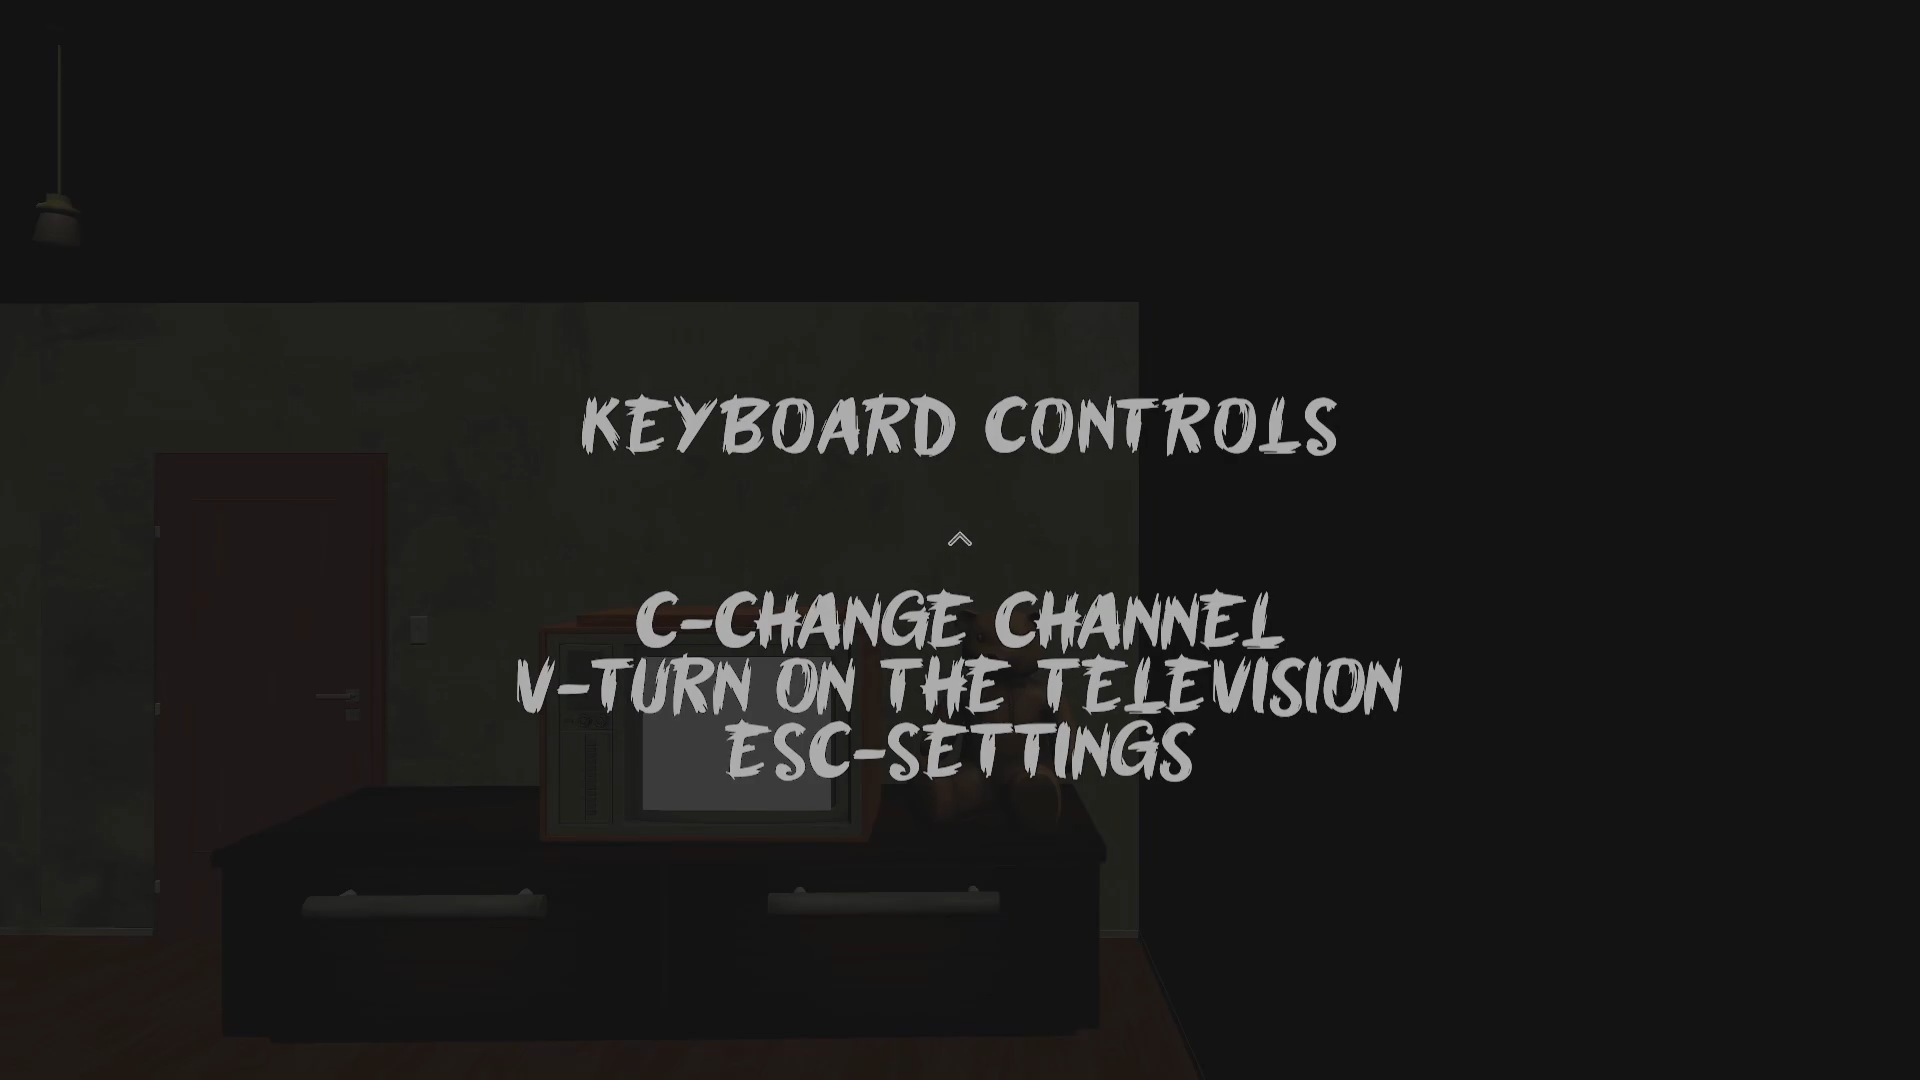 KEYBOARD CONTROLS
C-CHANGE CHANNEL
V-TURN ON THE TELEVISION
ESC-SETTINGS